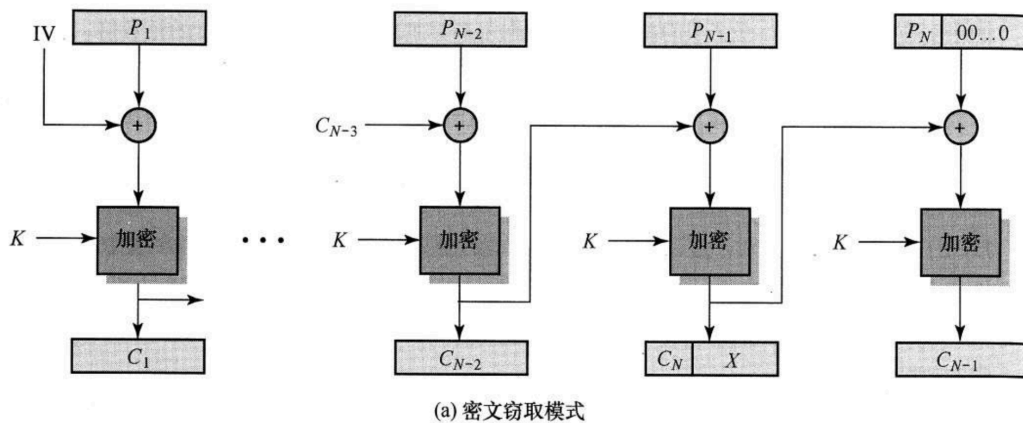 IV
P₁
Pₙ₋₂
Pₙ₋₁
Pₙ 00…0
+
Cₙ₋₃
+
+
+
K
加密
...
K
加密
K
加密
K
加密
C₁
Cₙ₋₂
Cₙ X
Cₙ₋₁
(a) 密文窃取模式